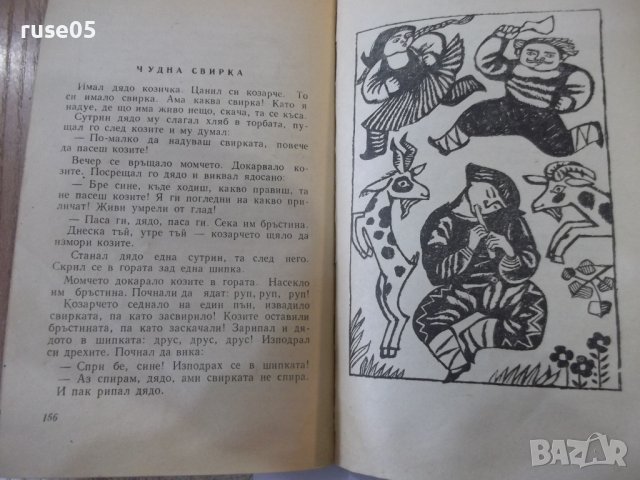 ruse05
ЧУДНА СВИРКА
Имал дядо козичка. Цанил си козарче. То
си имало свирка. Ама каква свирка! Като я
надуе, де що има живо нещо, скача, та се къса.
Сутрин дядо му слагал хляб в торбата, пу-
щал го след козите и му думал:
— По-малко да надуваш свирката, повече
да пасеш козите!
Вечер се връщало момчето. Докарвало ко-
зите. Посрещал го дядо и виквал ядосано:
— Бре сине, къде ходиш, какво правиш, та
не пасеш козите! Я ги погледни на какво при-
личат! Живи умрели от глад!
— Паса ги, дядо, паса ги. Сека им бръстина.
Днеска тъй, утре тъй — козарчето щяло да
измори козите.
Станал дядо една сутрин, та след него.
Скрил се в гората зад една шипка.
Момчето докарало козите в гората. Насекло
им бръстина. Почнали да ядат: руп, руп, руп!
Козарчето седнало на един пън, извадило
свирката, па като засвирило! Козите оставили
бръстината, па като заскачали! Зарипал и дя-
дото в шипката: друс, друс, друс! Изподрал
си дрехите. Почнал да вика:
— Спри бе, сине! Изподрах се в шипката!
— Аз спирам, дядо, ами свирката не спира.
И пак рипал дядо.
156
BAZAR
bg